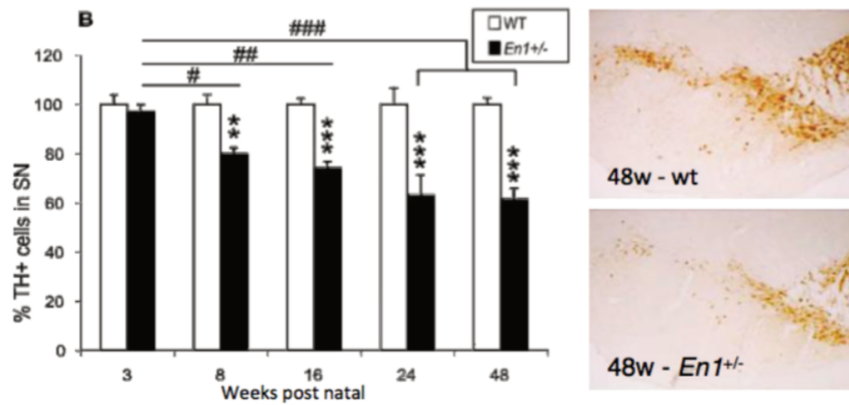 B
WT
En1+/-
###
##
#
**
***
***
***
% TH+ cells in SN
120
100
80
60
40
20
0
3 8 16 24 48
Weeks post natal
48w - wt
48w - En1+/-